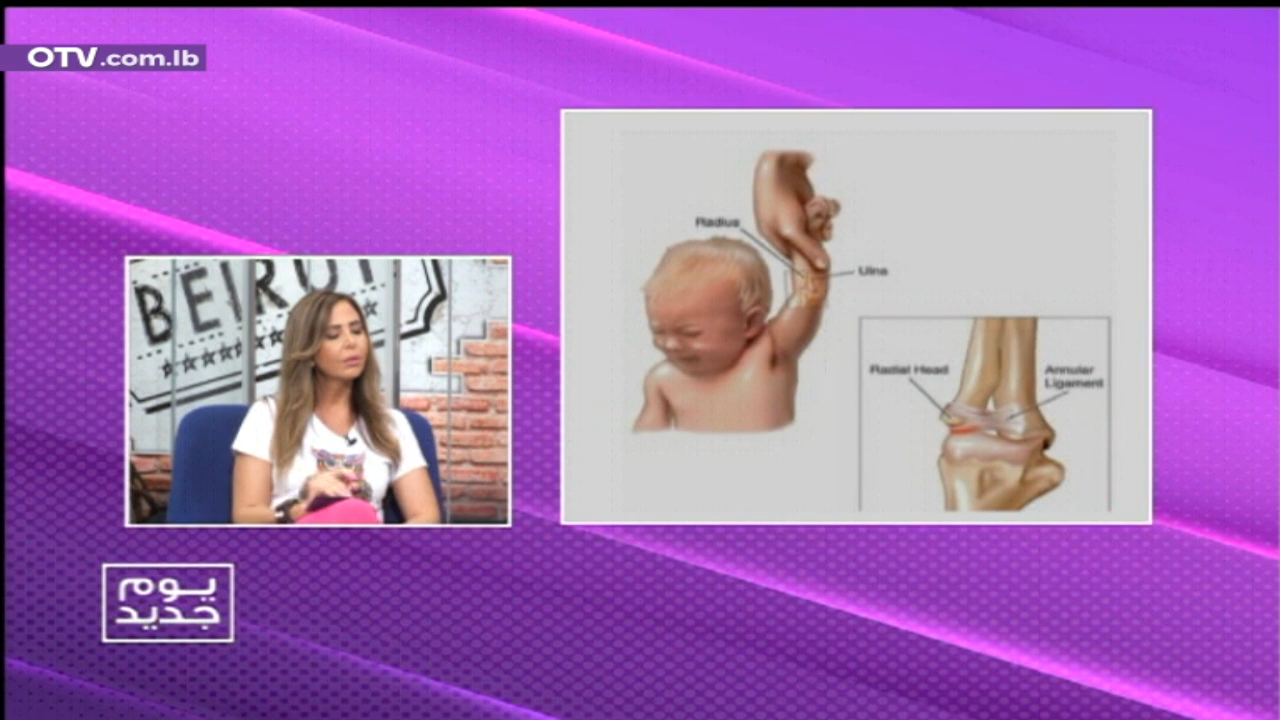 OTV.com.lb
BEIRUT
Radius
Ulna
Radial Head
Annular
Ligament
يوم
جديد